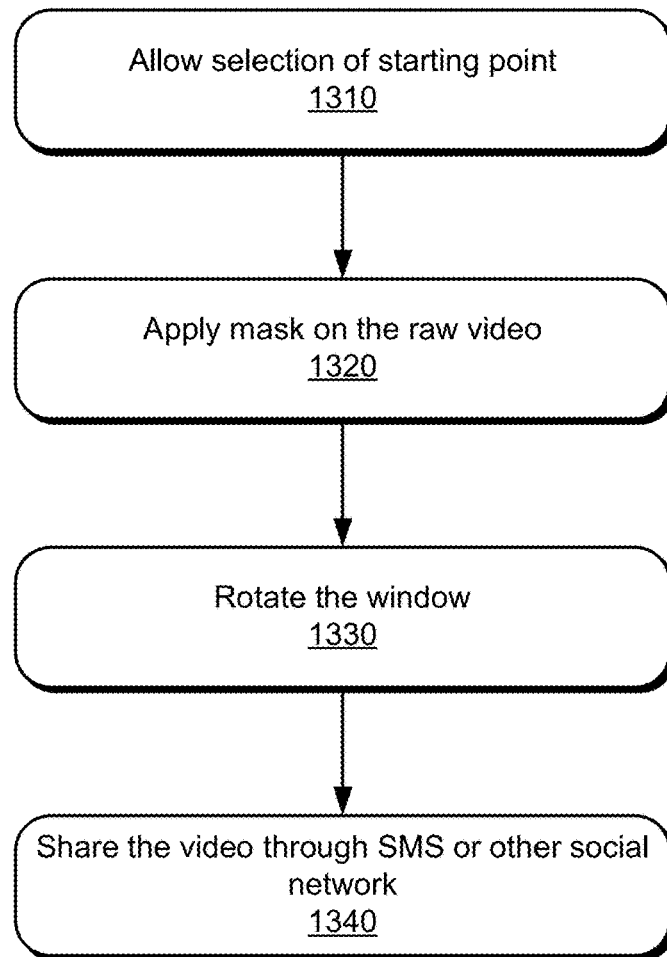 Allow selection of starting point
1310
Apply mask on the raw video
1320
Rotate the window
1330
Share the video through SMS or other social
network
1340